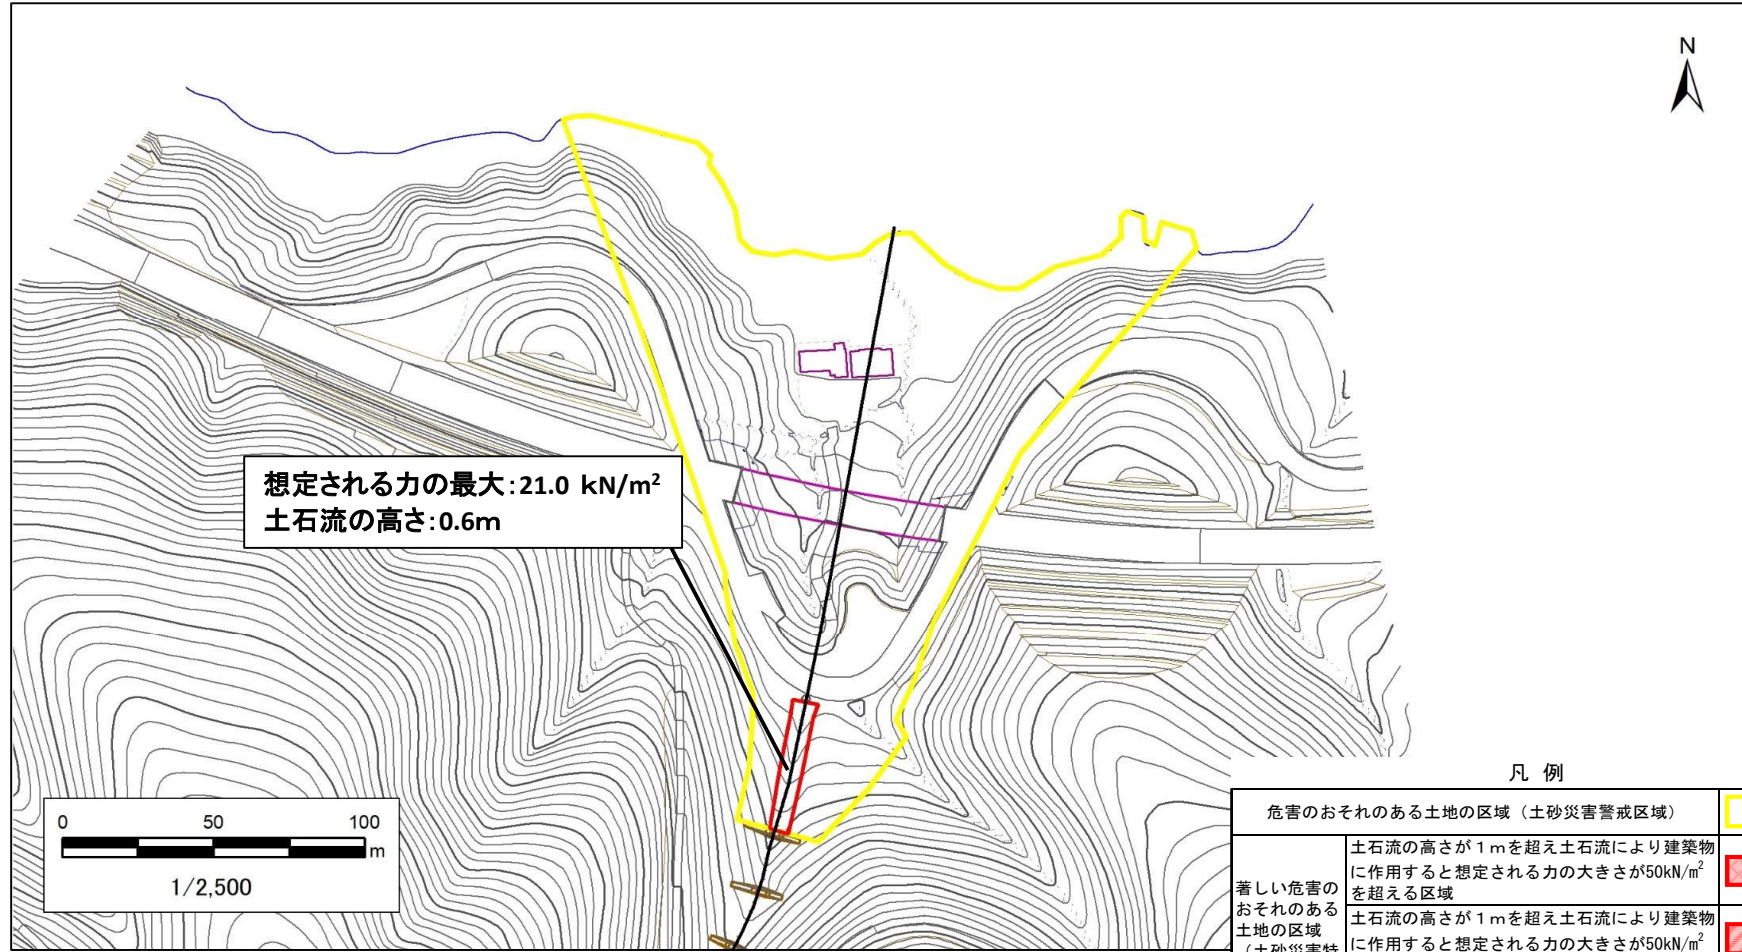 N
想定される力の最大:21.0 kN/m²
土石流の高さ:0.6m
0 50 100
m
1/2,500
凡 例
危害のおそれのある土地の区域（土砂災害警戒区域）
土石流の高さが１ｍを超え土石流により建築物
に作用すると想定される力の大きさが50kN/m²
を超える区域
著しい危害の
おそれのある
土地の区域
（土砂災害特
土石流の高さが１ｍを超え土石流により建築物
に作用すると想定される力の大きさが50kN/m²